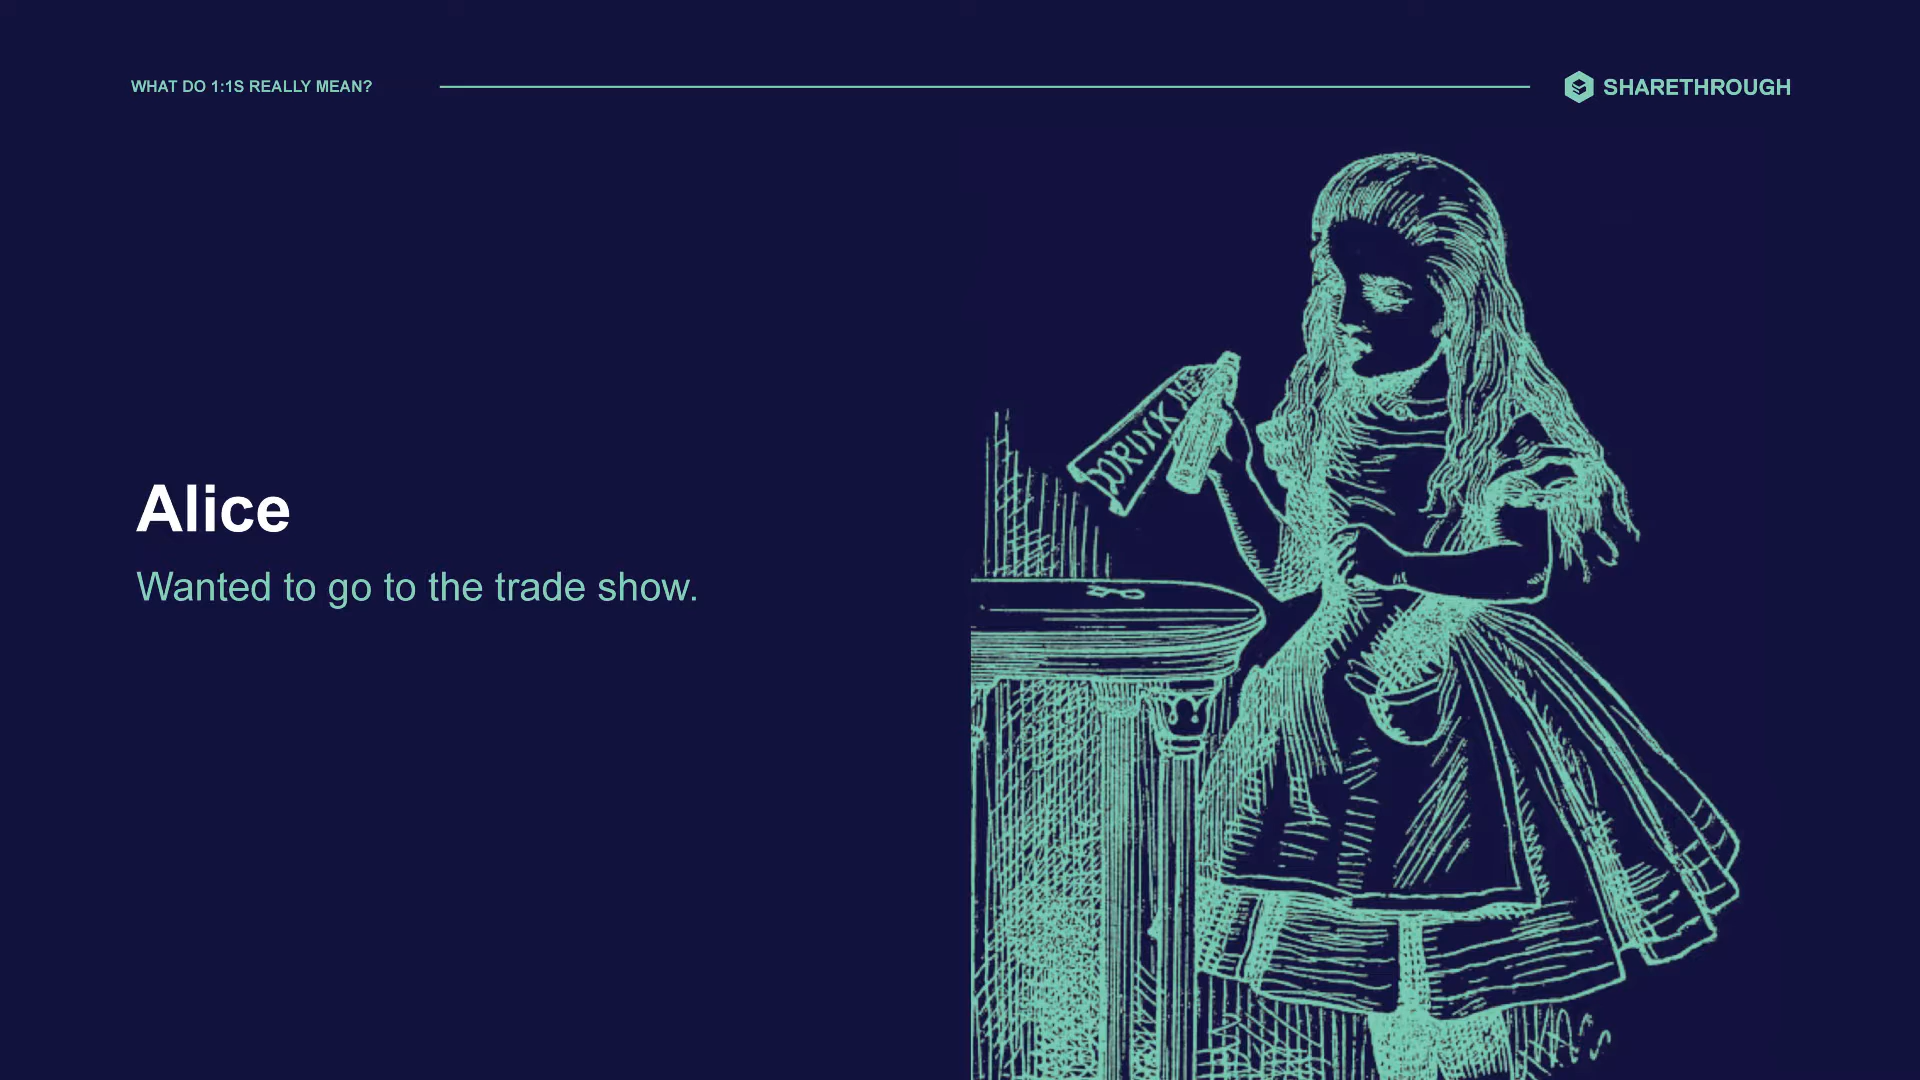 WHAT DO 1:1S REALLY MEAN?
SHARETHROUGH
DRINK ME
Alice
Wanted to go to the trade show.